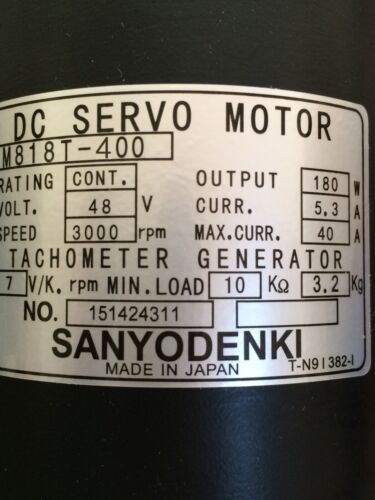 DC SERVO MOTOR
M818T-400
RATING CONT. OUTPUT 180 W
VOLT. 48 V CURR. 5.3 A
SPEED 3000 rpm MAX.CURR. 40 A
TACHOMETER GENERATOR
7 V/K. rpm MIN.LOAD 10 KΩ 3.2 Kg
NO. 151424311
SANYODENKI
MADE IN JAPAN T-N91382-1